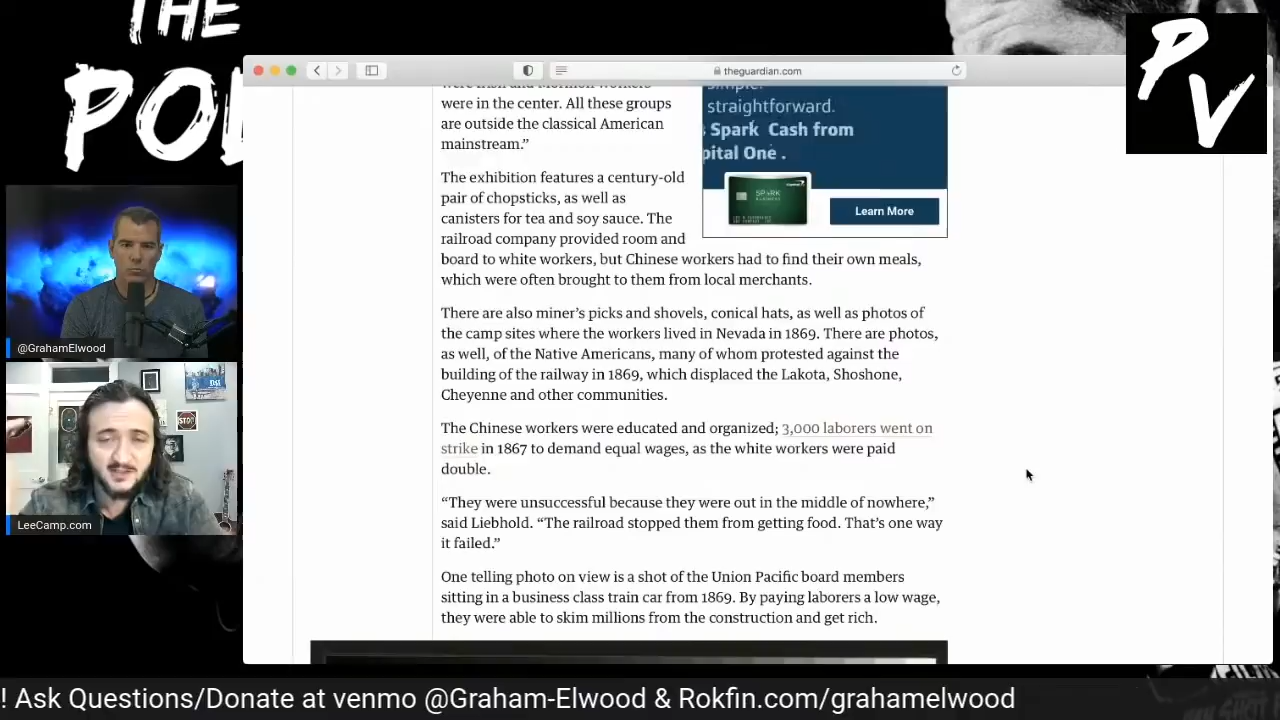 THE
PV
theguardian.com
were in the center. All these groups
are outside the classical American
mainstream.”
straightforward.
Spark Cash from
pital One .
SPARK
BUSINESS
Learn More
The exhibition features a century-old
pair of chopsticks, as well as
canisters for tea and soy sauce. The
railroad company provided room and
board to white workers, but Chinese workers had to find their own meals,
which were often brought to them from local merchants.
There are also miner’s picks and shovels, conical hats, as well as photos of
the camp sites where the workers lived in Nevada in 1869. There are photos,
as well, of the Native Americans, many of whom protested against the
building of the railway in 1869, which displaced the Lakota, Shoshone,
Cheyenne and other communities.
The Chinese workers were educated and organized; 3,000 laborers went on
strike in 1867 to demand equal wages, as the white workers were paid
double.
“They were unsuccessful because they were out in the middle of nowhere,”
said Liebhold. “The railroad stopped them from getting food. That’s one way
it failed.”
One telling photo on view is a shot of the Union Pacific board members
sitting in a business class train car from 1869. By paying laborers a low wage,
they were able to skim millions from the construction and get rich.
@GrahamElwood
STOP
LeeCamp.com
! Ask Questions/Donate at venmo @Graham-Elwood & Rokfin.com/grahamelwood